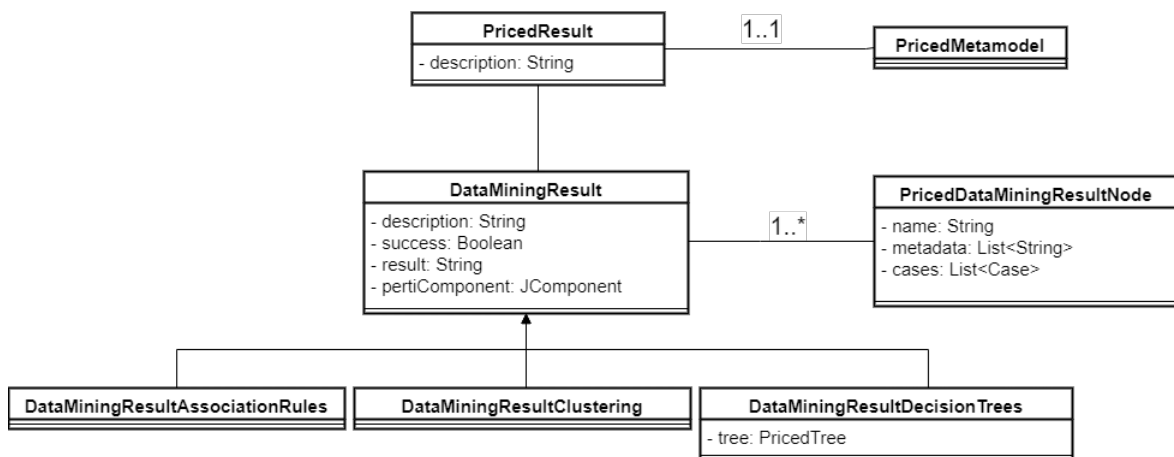 PricedResult
- description: String
1..1
PricedMetamodel
DataMiningResult
- description: String
- success: Boolean
- result: String
- pertiComponent: JComponent
1..*
PricedDataMiningResultNode
- name: String
- metadata: List<String>
- cases: List<Case>
DataMiningResultAssociationRules
DataMiningResultClustering
DataMiningResultDecisionTrees
- tree: PricedTree